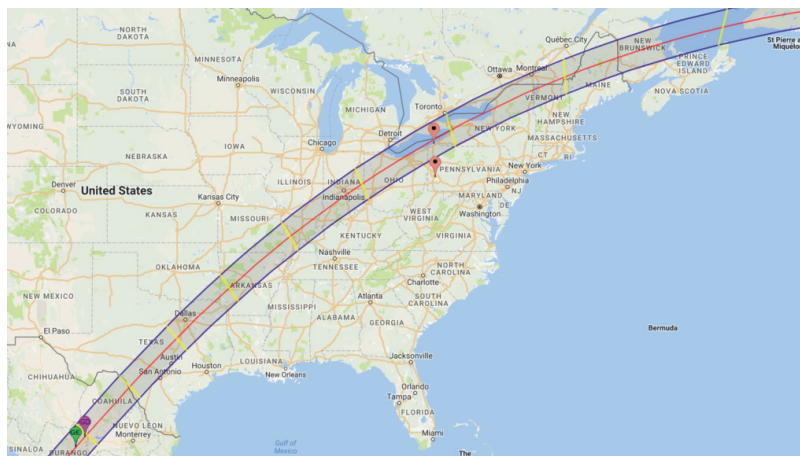 NORTH
DAKOTA
MINNESOTA
Minneapolis
SOUTH
DAKOTA
WISCONSIN
WYOMING
MICHIGAN
Toronto
Ottawa
Montreal
Québec City
NEW
BRUNSWICK
PRINCE
EDWARD
ISLAND
St Pierre a
Miquelo
NOVA SCOTIA
MAINE
VERMONT
NEW
HAMPSHIRE
MASSACHUSETTS
CT
RI
NEW YORK
Detroit
Chicago
IOWA
NEBRASKA
Denver
United States
COLORADO
KANSAS
Kansas City
MISSOURI
ILLINOIS
INDIANA
Indianapolis
OHIO
PENNSYLVANIA
New York
Philadelphia
NJ
MARYLAND
DE
Washington
WEST
VIRGINIA
VIRGINIA
KENTUCKY
Nashville
TENNESSEE
NORTH
CAROLINA
Charlotte
SOUTH
CAROLINA
Atlanta
OKLAHOMA
ARKANSAS
NEW MEXICO
MISSISSIPPI
ALABAMA
GEORGIA
Dallas
El Paso
TEXAS
Austin
San Antonio
Houston
LOUISIANA
New Orleans
Jacksonville
Orlando
Tampa
FLORIDA
Miami
The
Bermuda
Gulf of
Mexico
CHIHUAHUA
COAHUILA
NUEVO LEON
Monterrey
DURANGO
SINALOA